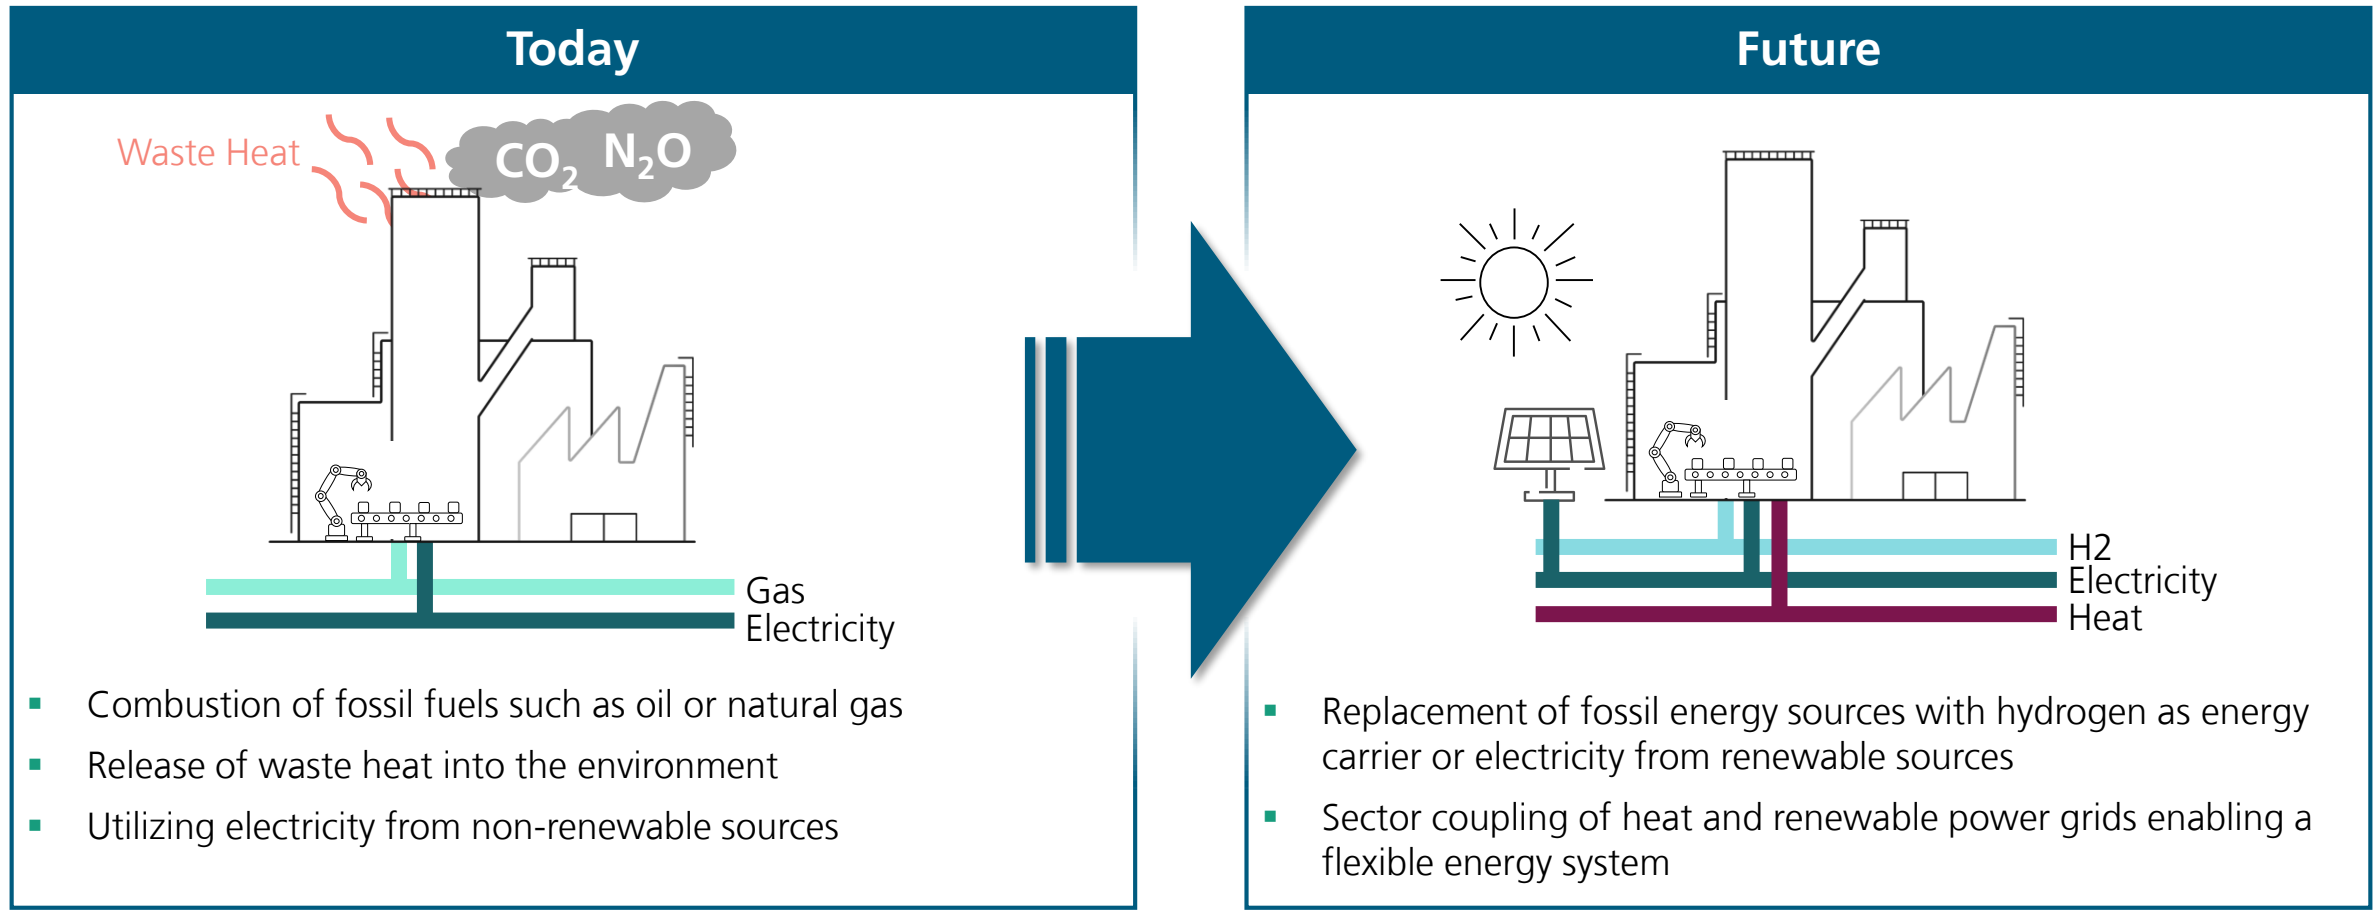 Today
Waste Heat
CO₂ N₂O
Gas
Electricity
▪ Combustion of fossil fuels such as oil or natural gas
▪ Release of waste heat into the environment
▪ Utilizing electricity from non-renewable sources
Future
H2
Electricity
Heat
▪ Replacement of fossil energy sources with hydrogen as energy
carrier or electricity from renewable sources
▪ Sector coupling of heat and renewable power grids enabling a
flexible energy system